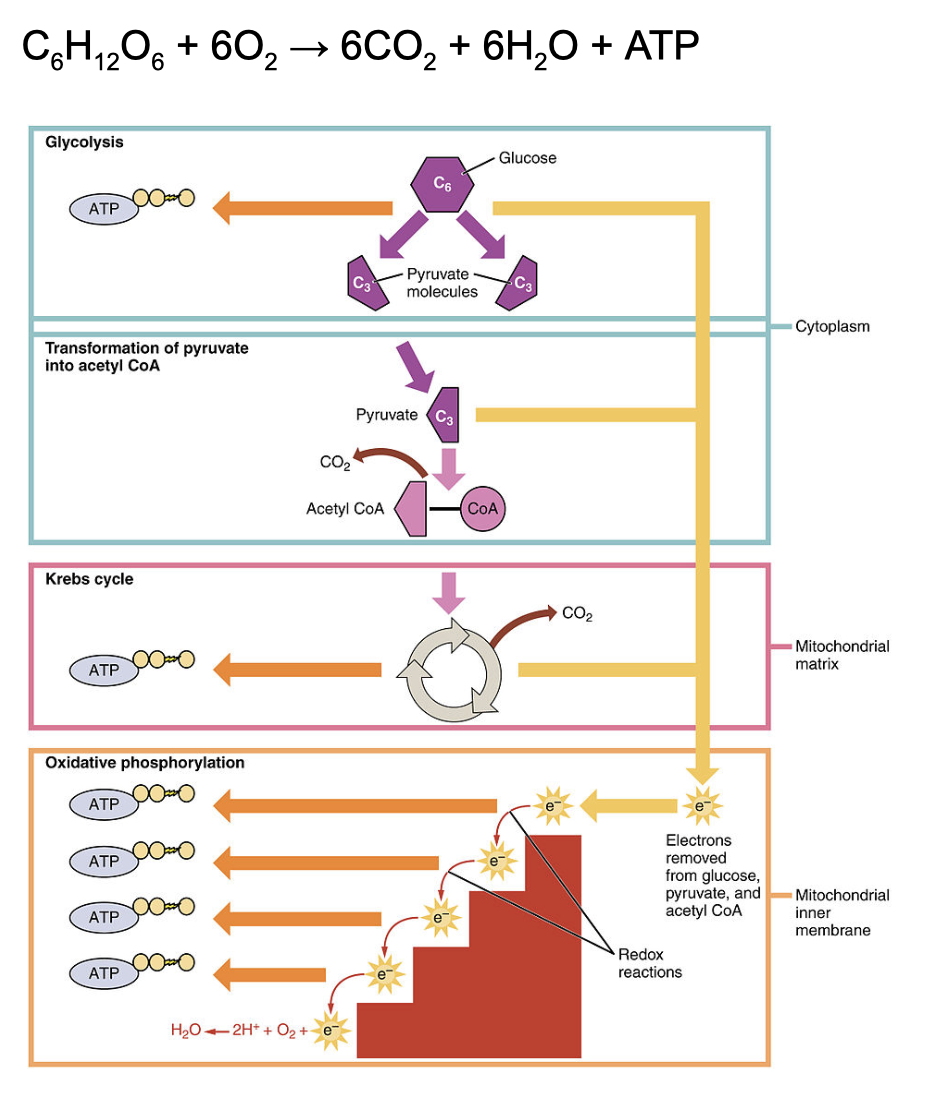 C₆H₁₂O₆ + 6O₂ → 6CO₂ + 6H₂O + ATP
Glycolysis
Glucose
C₆
ATP
Pyruvate
molecules
C₃
C₃
Cytoplasm
Transformation of pyruvate
into acetyl CoA
Pyruvate
C₃
CO₂
Acetyl CoA
CoA
Krebs cycle
CO₂
ATP
Mitochondrial
matrix
Oxidative phosphorylation
ATP
e⁻
e⁻
Electrons
removed
from glucose,
pyruvate, and
acetyl CoA
ATP
e⁻
Mitochondrial
inner
membrane
ATP
e⁻
Redox
reactions
ATP
e⁻
H₂O ← 2H⁺ + O₂ + e⁻